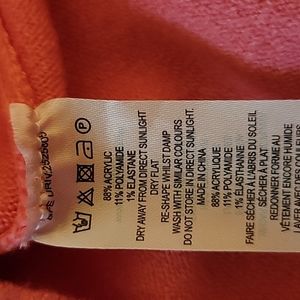 88% ACRYLIC
11% POLYAMIDE
1% ELASTANE
DRY AWAY FROM DIRECT SUNLIGHT
DRY FLAT
RE-SHAPE WHILST DAMP
WASH WITH SIMILAR COLOURS.
DO NOT STORE IN DIRECT SUNLIGHT
MADE IN CHINA
88% ACRYLIQUE
11% POLYAMIDE
1% ELASTHANNE
FAIRE SÉCHER À L'ABRI DU SOLEIL
SÉCHER À PLAT
REDONNER FORME AU
VÊTEMENT ENCORE HUMIDE